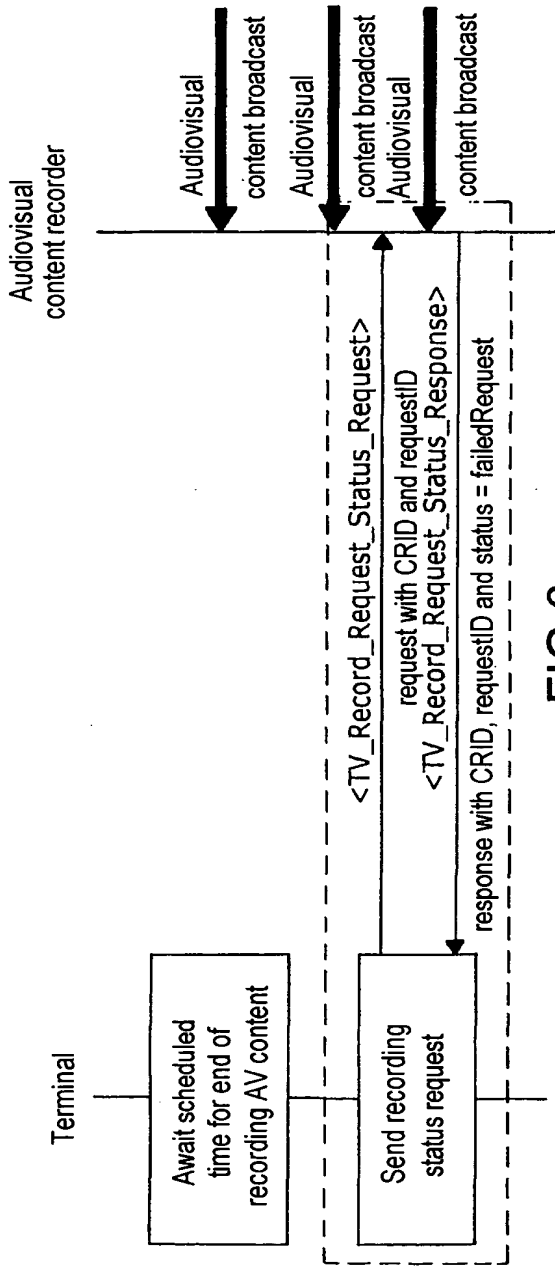 Terminal
Audiovisual
content recorder
Await scheduled
time for end of
recording AV content
Audiovisual
content broadcast
Audiovisual
content broadcast
Audiovisual
content broadcast
Send recording
status request
<TV_Record_Request_Status_Request>
request with CRID and requestID
<TV_Record_Request_Status_Response>
response with CRID, requestID and status = failedRequest